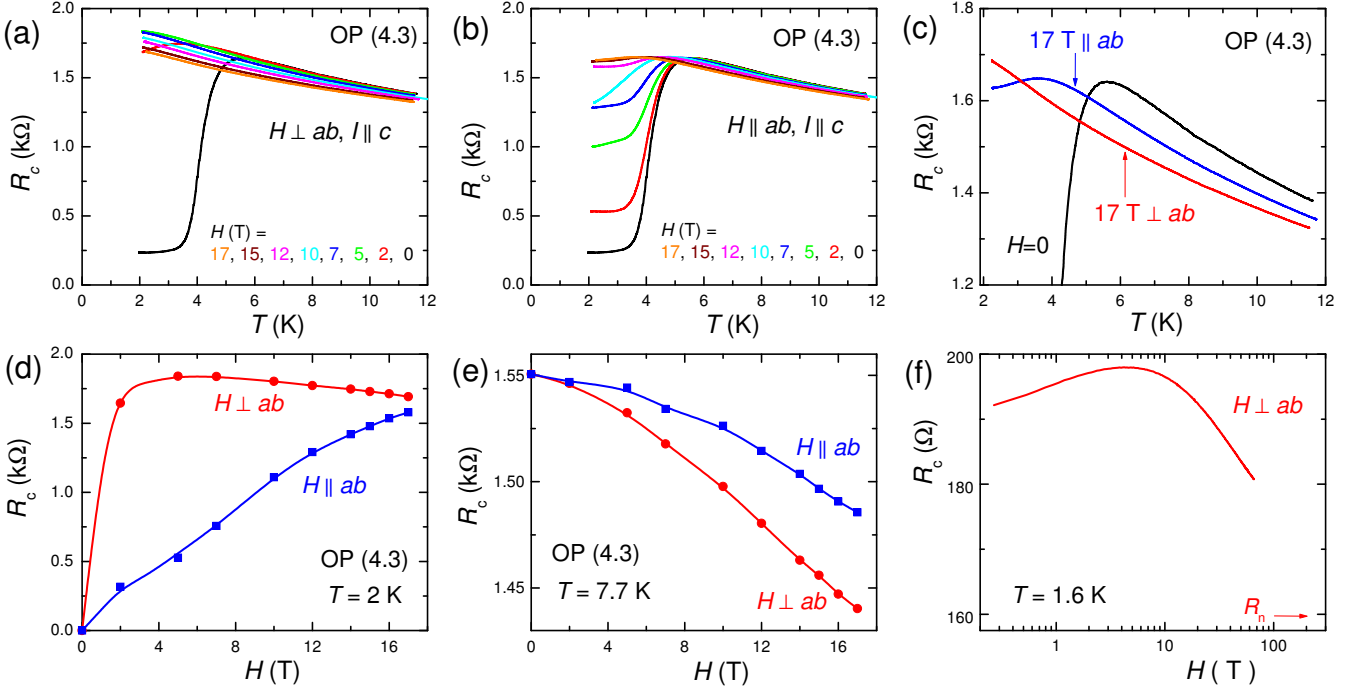 (a)
OP (4.3)
H ⊥ ab, I ∥ c
H (T) =
17, 15, 12, 10, 7, 5, 2, 0
R_c (kΩ)
2.0
1.5
1.0
0.5
0.0
0 2 4 6 8 10 12
T (K)
(b)
OP (4.3)
H ∥ ab, I ∥ c
H (T) =
17, 15, 12, 10, 7, 5, 2, 0
R_c (kΩ)
2.0
1.5
1.0
0.5
0.0
0 2 4 6 8 10 12
T (K)
(c)
17 T ∥ ab
OP (4.3)
17 T ⊥ ab
H=0
R_c (kΩ)
1.8
1.6
1.4
1.2
2 4 6 8 10 12
T (K)
(d)
H ⊥ ab
H ∥ ab
OP (4.3)
T = 2 K
R_c (kΩ)
2.0
1.5
1.0
0.5
0.0
0 4 8 12 16
H (T)
(e)
H ∥ ab
OP (4.3)
T = 7.7 K
H ⊥ ab
R_c (kΩ)
1.55
1.50
1.45
0 4 8 12 16
H (T)
(f)
H ⊥ ab
T = 1.6 K
R_n
R_c (Ω)
200
180
160
1 10 100
H ( T )